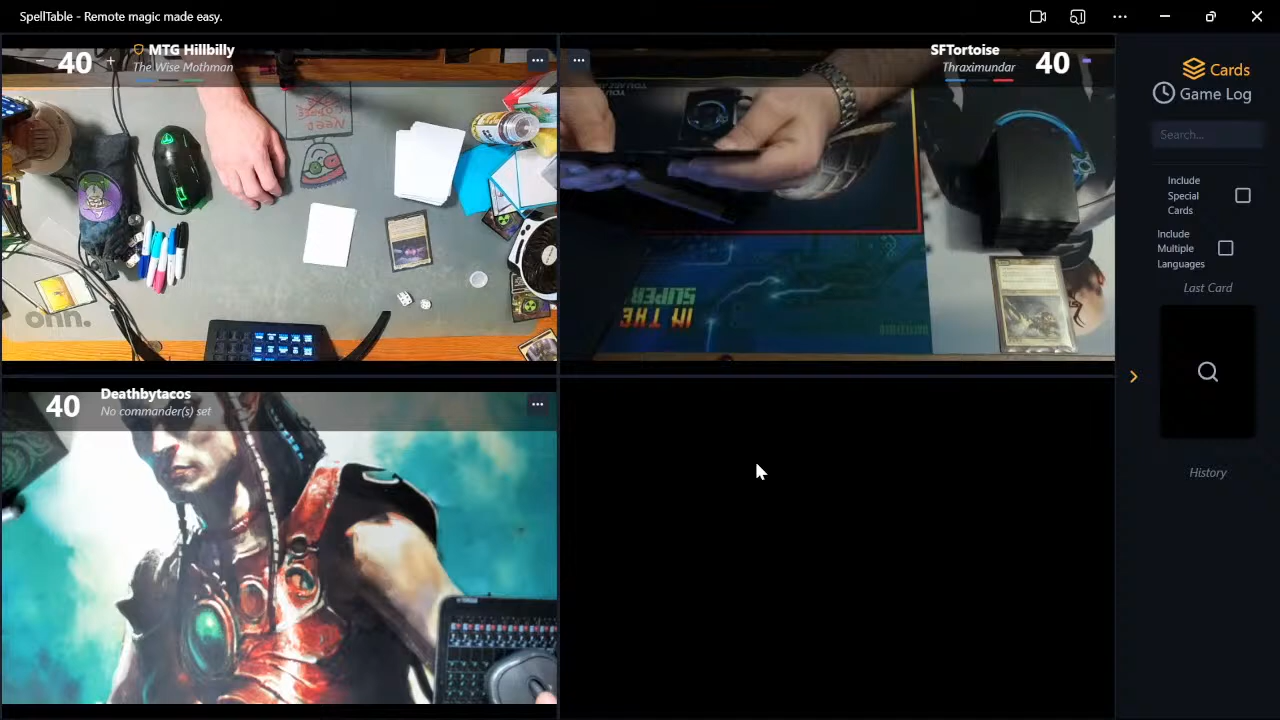 SpellTable - Remote magic made easy.
40
MTG Hillbilly
The Wise Mothman
SFTortoise
Thraximundar
40
Cards
Game Log
Search...
Include
Special
Cards
Include
Multiple
Languages
Last Card
History
NEED
onn.
IN THE
SUPER
40
Deathbytacos
No commander(s) set